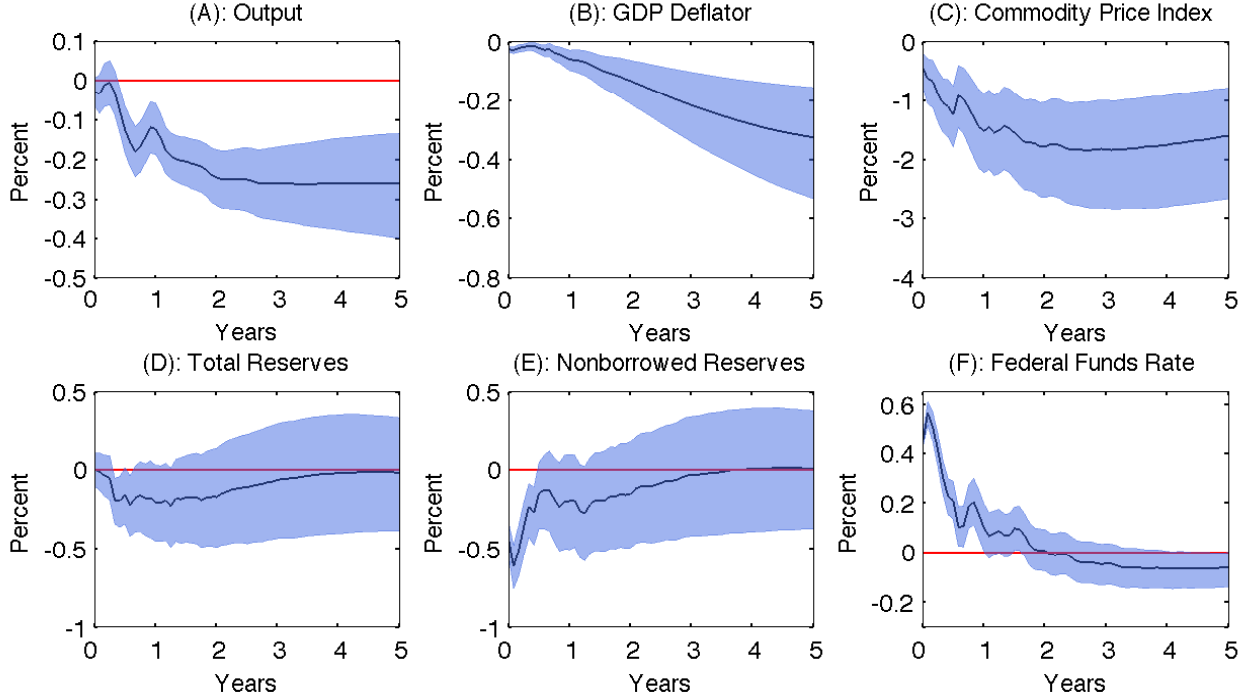 (A): Output
(B): GDP Deflator
(C): Commodity Price Index
0.1
0
-0.1
-0.2
-0.3
-0.4
-0.5
Percent
0 1 2 3 4 5
Years
0
-0.2
-0.4
-0.6
-0.8
Percent
0 1 2 3 4 5
Years
0
-1
-2
-3
-4
Percent
0 1 2 3 4 5
Years
(D): Total Reserves
(E): Nonborrowed Reserves
(F): Federal Funds Rate
0.5
0
-0.5
-1
Percent
0 1 2 3 4 5
Years
0.5
0
-0.5
-1
Percent
0 1 2 3 4 5
Years
0.6
0.4
0.2
0
-0.2
Percent
0 1 2 3 4 5
Years